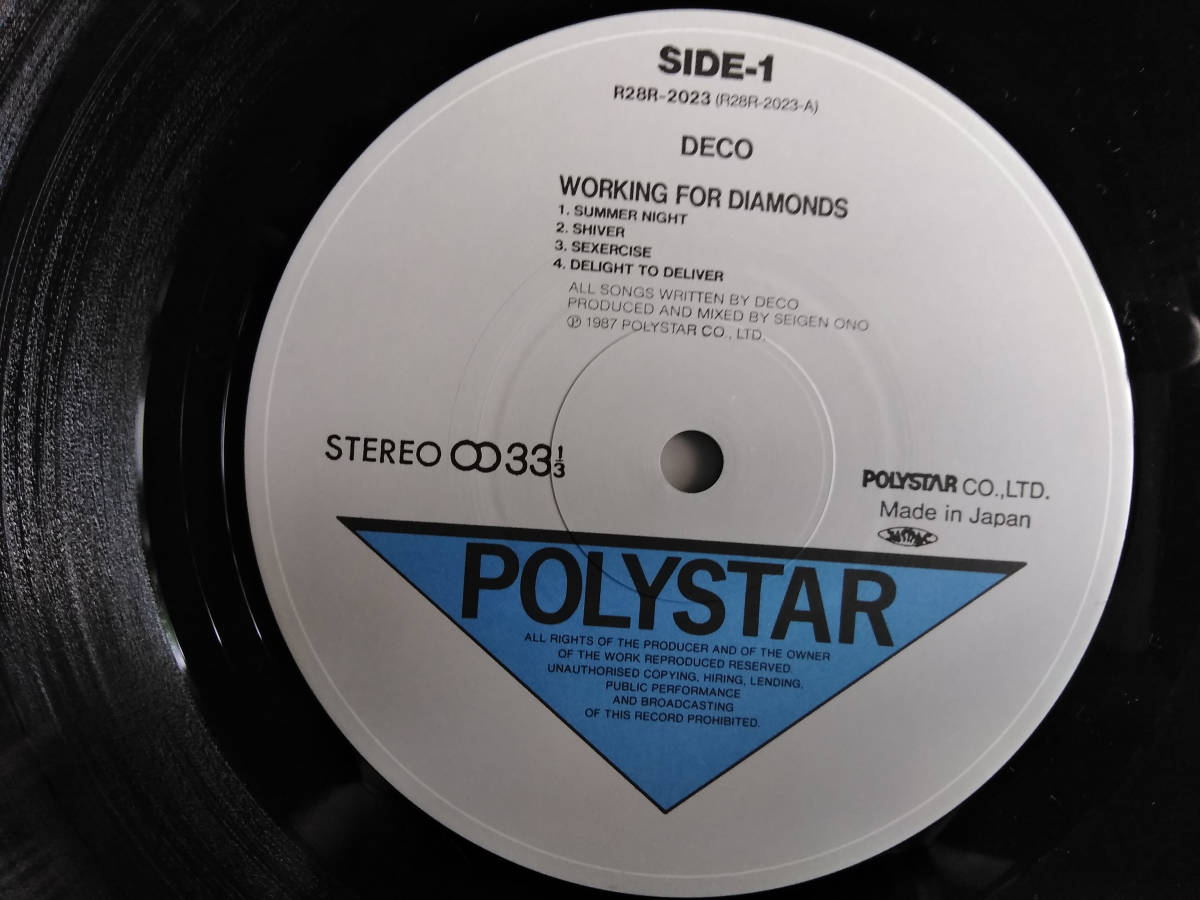 SIDE-1
R28R-2023 (R28R-2023-A)
DECO
WORKING FOR DIAMONDS
1. SUMMER NIGHT
2. SHIVER
3. SEXERCISE
4. DELIGHT TO DELIVER
ALL SONGS WRITTEN BY DECO
PRODUCED AND MIXED BY SEIGEN ONO
℗ 1987 POLYSTAR CO., LTD.
STEREO 33 1/3
POLYSTAR CO.,LTD.
Made in Japan
JASRAC
POLYSTAR
ALL RIGHTS OF THE PRODUCER AND OF THE OWNER
OF THE WORK REPRODUCED RESERVED.
UNAUTHORISED COPYING, HIRING, LENDING,
PUBLIC PERFORMANCE
AND BROADCASTING
OF THIS RECORD PROHIBITED.